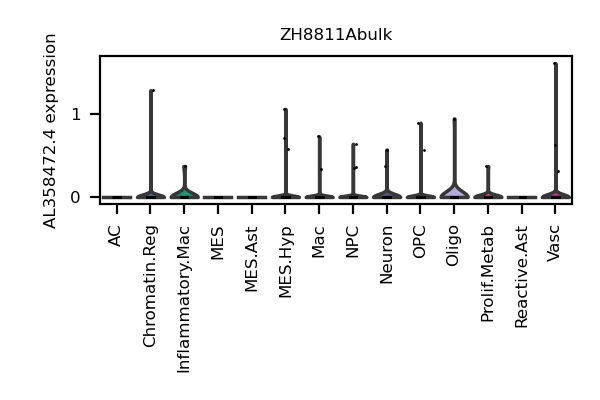 ZH8811Abulk
AL358472.4 expression
1
0
AC
Chromatin.Reg
Inflammatory.Mac
MES
MES.Ast
MES.Hyp
Mac
NPC
Neuron
OPC
Oligo
Prolif.Metab
Reactive.Ast
Vasc